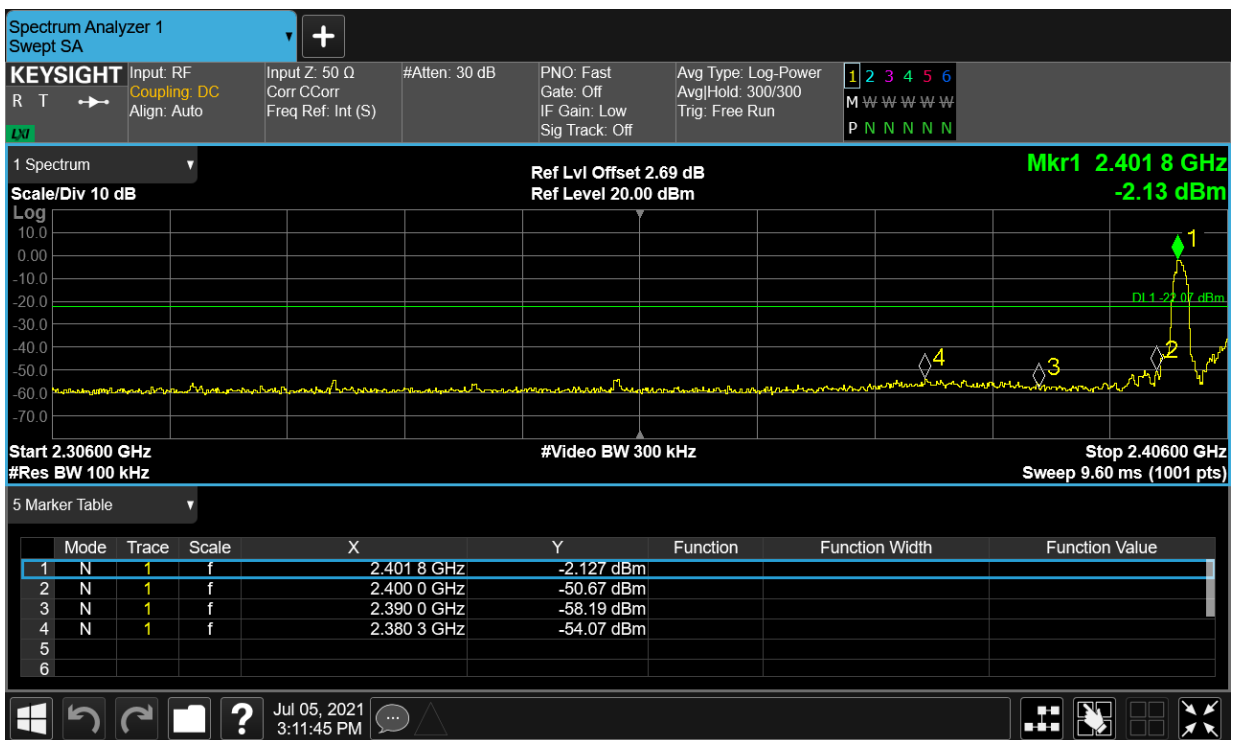 Spectrum Analyzer 1
Swept SA
KEYSIGHT
R T
LXI
Input: RF
Coupling: DC
Align: Auto
Input Z: 50 Ω
Corr CCorr
Freq Ref: Int (S)
#Atten: 30 dB
PNO: Fast
Gate: Off
IF Gain: Low
Sig Track: Off
Avg Type: Log-Power
Avg|Hold: 300/300
Trig: Free Run
1 2 3 4 5 6
M W W W W W
P N N N N N
1 Spectrum
Scale/Div 10 dB
Ref Lvl Offset 2.69 dB
Ref Level 20.00 dBm
Mkr1 2.401 8 GHz
-2.13 dBm
Log
10.0
0.00
-10.0
-20.0
-30.0
-40.0
-50.0
-60.0
-70.0
1
DL1 -22.07 dBm
2
3
4
Start 2.30600 GHz
#Res BW 100 kHz
#Video BW 300 kHz
Stop 2.40600 GHz
Sweep 9.60 ms (1001 pts)
5 Marker Table
Mode Trace Scale X Y Function Function Width Function Value
1 N 1 f 2.401 8 GHz -2.127 dBm
2 N 1 f 2.400 0 GHz -50.67 dBm
3 N 1 f 2.390 0 GHz -58.19 dBm
4 N 1 f 2.380 3 GHz -54.07 dBm
5
6
?
Jul 05, 2021
3:11:45 PM